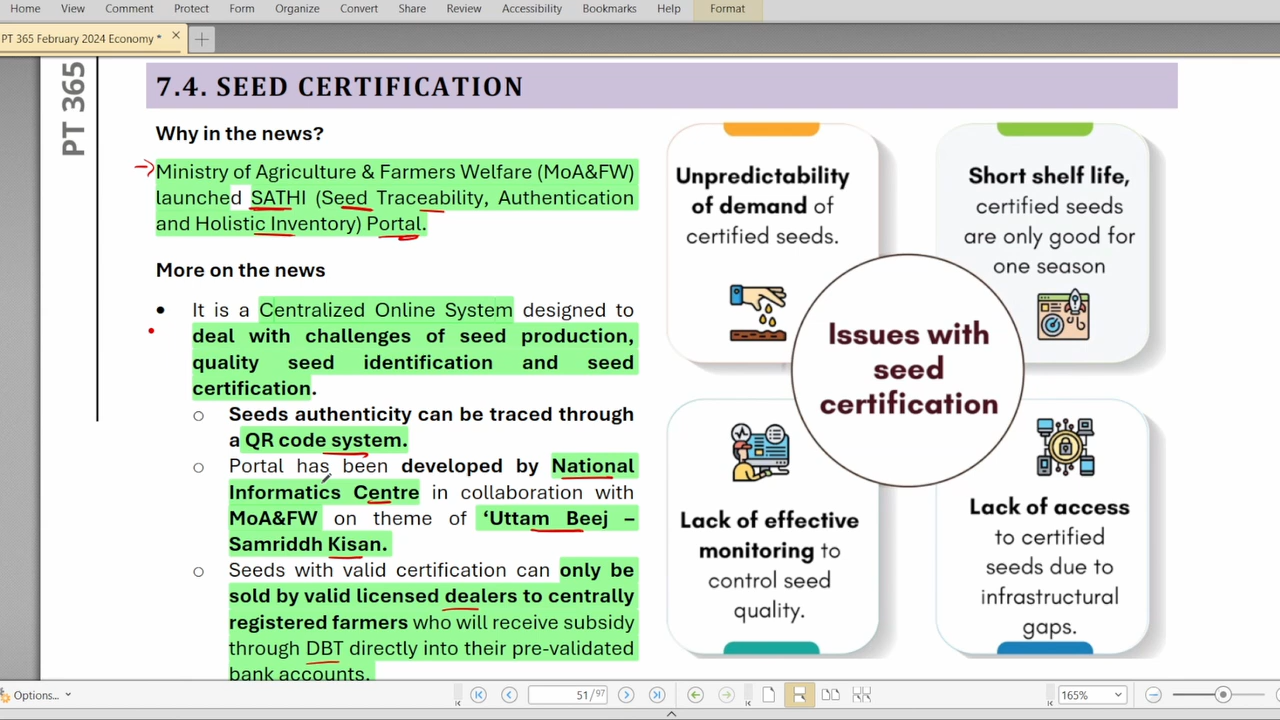 Home View Comment Protect Form Organize Convert Share Review Accessibility Bookmarks Help Format
PT 365 February 2024 Economy *
PT 365
7.4. SEED CERTIFICATION
Why in the news?
Ministry of Agriculture & Farmers Welfare (MoA&FW)
launched SATHI (Seed Traceability, Authentication
and Holistic Inventory) Portal.
More on the news
• It is a Centralized Online System designed to
deal with challenges of seed production,
quality seed identification and seed
certification.
o Seeds authenticity can be traced through
a QR code system.
o Portal has been developed by National
Informatics Centre in collaboration with
MoA&FW on theme of ‘Uttam Beej –
Samriddh Kisan.
o Seeds with valid certification can only be
sold by valid licensed dealers to centrally
registered farmers who will receive subsidy
through DBT directly into their pre-validated
bank accounts.
Unpredictability
of demand of
certified seeds.
Short shelf life,
certified seeds
are only good for
one season
Issues with
seed
certification
Lack of effective
monitoring to
control seed
quality.
Lack of access
to certified
seeds due to
infrastructural
gaps.
Options...
51 / 97
165%